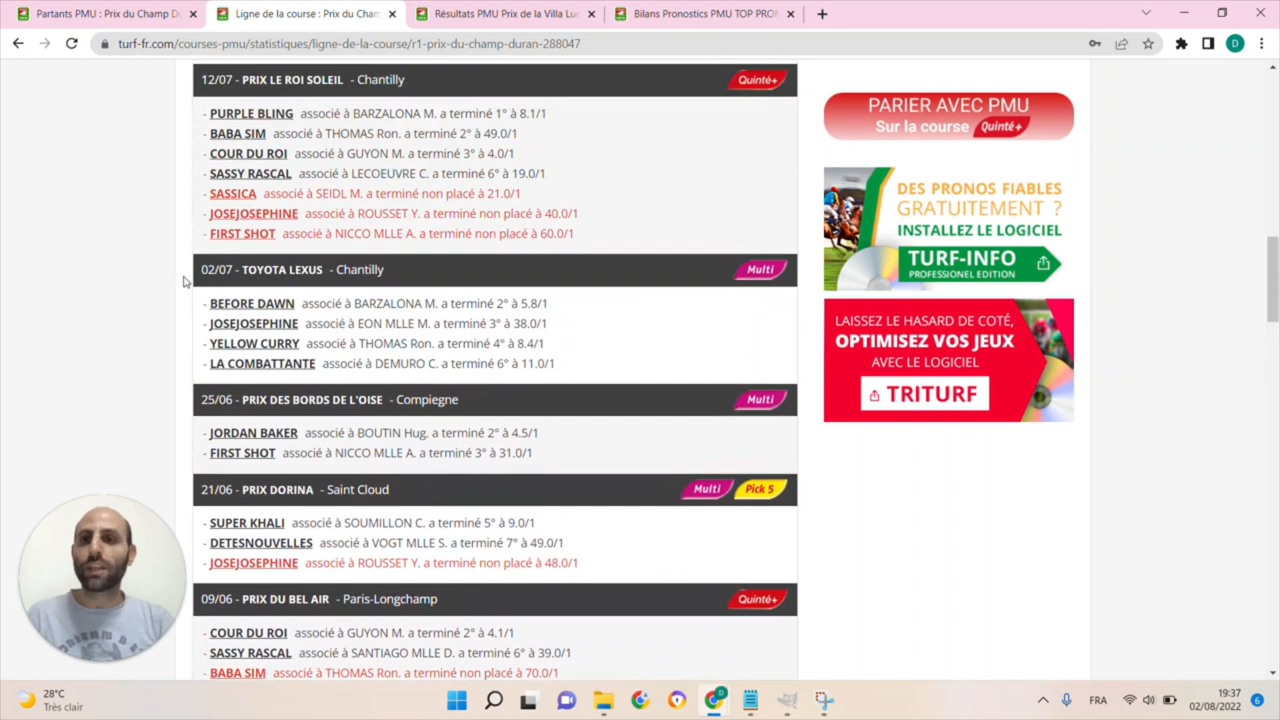 Partants PMU : Prix du Champ D
Ligne de la course : Prix du Cham
Résultats PMU Prix de la Villa Luc
Bilans Pronostics PMU TOP PRON
turf-fr.com/courses-pmu/statistiques/ligne-de-la-course/r1-prix-du-champ-duran-288047
D
12/07 - PRIX LE ROI SOLEIL - Chantilly Quinté+
- PURPLE BLING associé à BARZALONA M. a terminé 1° à 8.1/1
- BABA SIM associé à THOMAS Ron. a terminé 2° à 49.0/1
- COUR DU ROI associé à GUYON M. a terminé 3° à 4.0/1
- SASSY RASCAL associé à LECOEUVRE C. a terminé 6° à 19.0/1
- SASSICA associé à SEIDL M. a terminé non placé à 21.0/1
- JOSEJOSEPHINE associé à ROUSSET Y. a terminé non placé à 40.0/1
- FIRST SHOT associé à NICCO MLLE A. a terminé non placé à 60.0/1
02/07 - TOYOTA LEXUS - Chantilly Multi
- BEFORE DAWN associé à BARZALONA M. a terminé 2° à 5.8/1
- JOSEJOSEPHINE associé à EON MLLE M. a terminé 3° à 38.0/1
- YELLOW CURRY associé à THOMAS Ron. a terminé 4° à 8.4/1
- LA COMBATTANTE associé à DEMURO C. a terminé 6° à 11.0/1
25/06 - PRIX DES BORDS DE L'OISE - Compiegne Multi
- JORDAN BAKER associé à BOUTIN Hug. a terminé 2° à 4.5/1
- FIRST SHOT associé à NICCO MLLE A. a terminé 3° à 31.0/1
21/06 - PRIX DORINA - Saint Cloud Multi Pick 5
- SUPER KHALI associé à SOUMILLON C. a terminé 5° à 9.0/1
- DETESNOUVELLES associé à VOGT MLLE S. a terminé 7° à 49.0/1
- JOSEJOSEPHINE associé à ROUSSET Y. a terminé non placé à 48.0/1
09/06 - PRIX DU BEL AIR - Paris-Longchamp Quinté+
- COUR DU ROI associé à GUYON M. a terminé 2° à 4.1/1
- SASSY RASCAL associé à SANTIAGO MLLE D. a terminé 6° à 39.0/1
- BABA SIM associé à THOMAS Ron. a terminé non placé à 70.0/1
PARIER AVEC PMU
Sur la course Quinté+
DES PRONOS FIABLES
GRATUITEMENT ?
INSTALLEZ LE LOGICIEL
TURF-INFO
PROFESSIONEL EDITION
LAISSEZ LE HASARD DE COTÉ,
OPTIMISEZ VOS JEUX
AVEC LE LOGICIEL
TRITURF
28°C
Très clair
FRA
19:37
02/08/2022
6